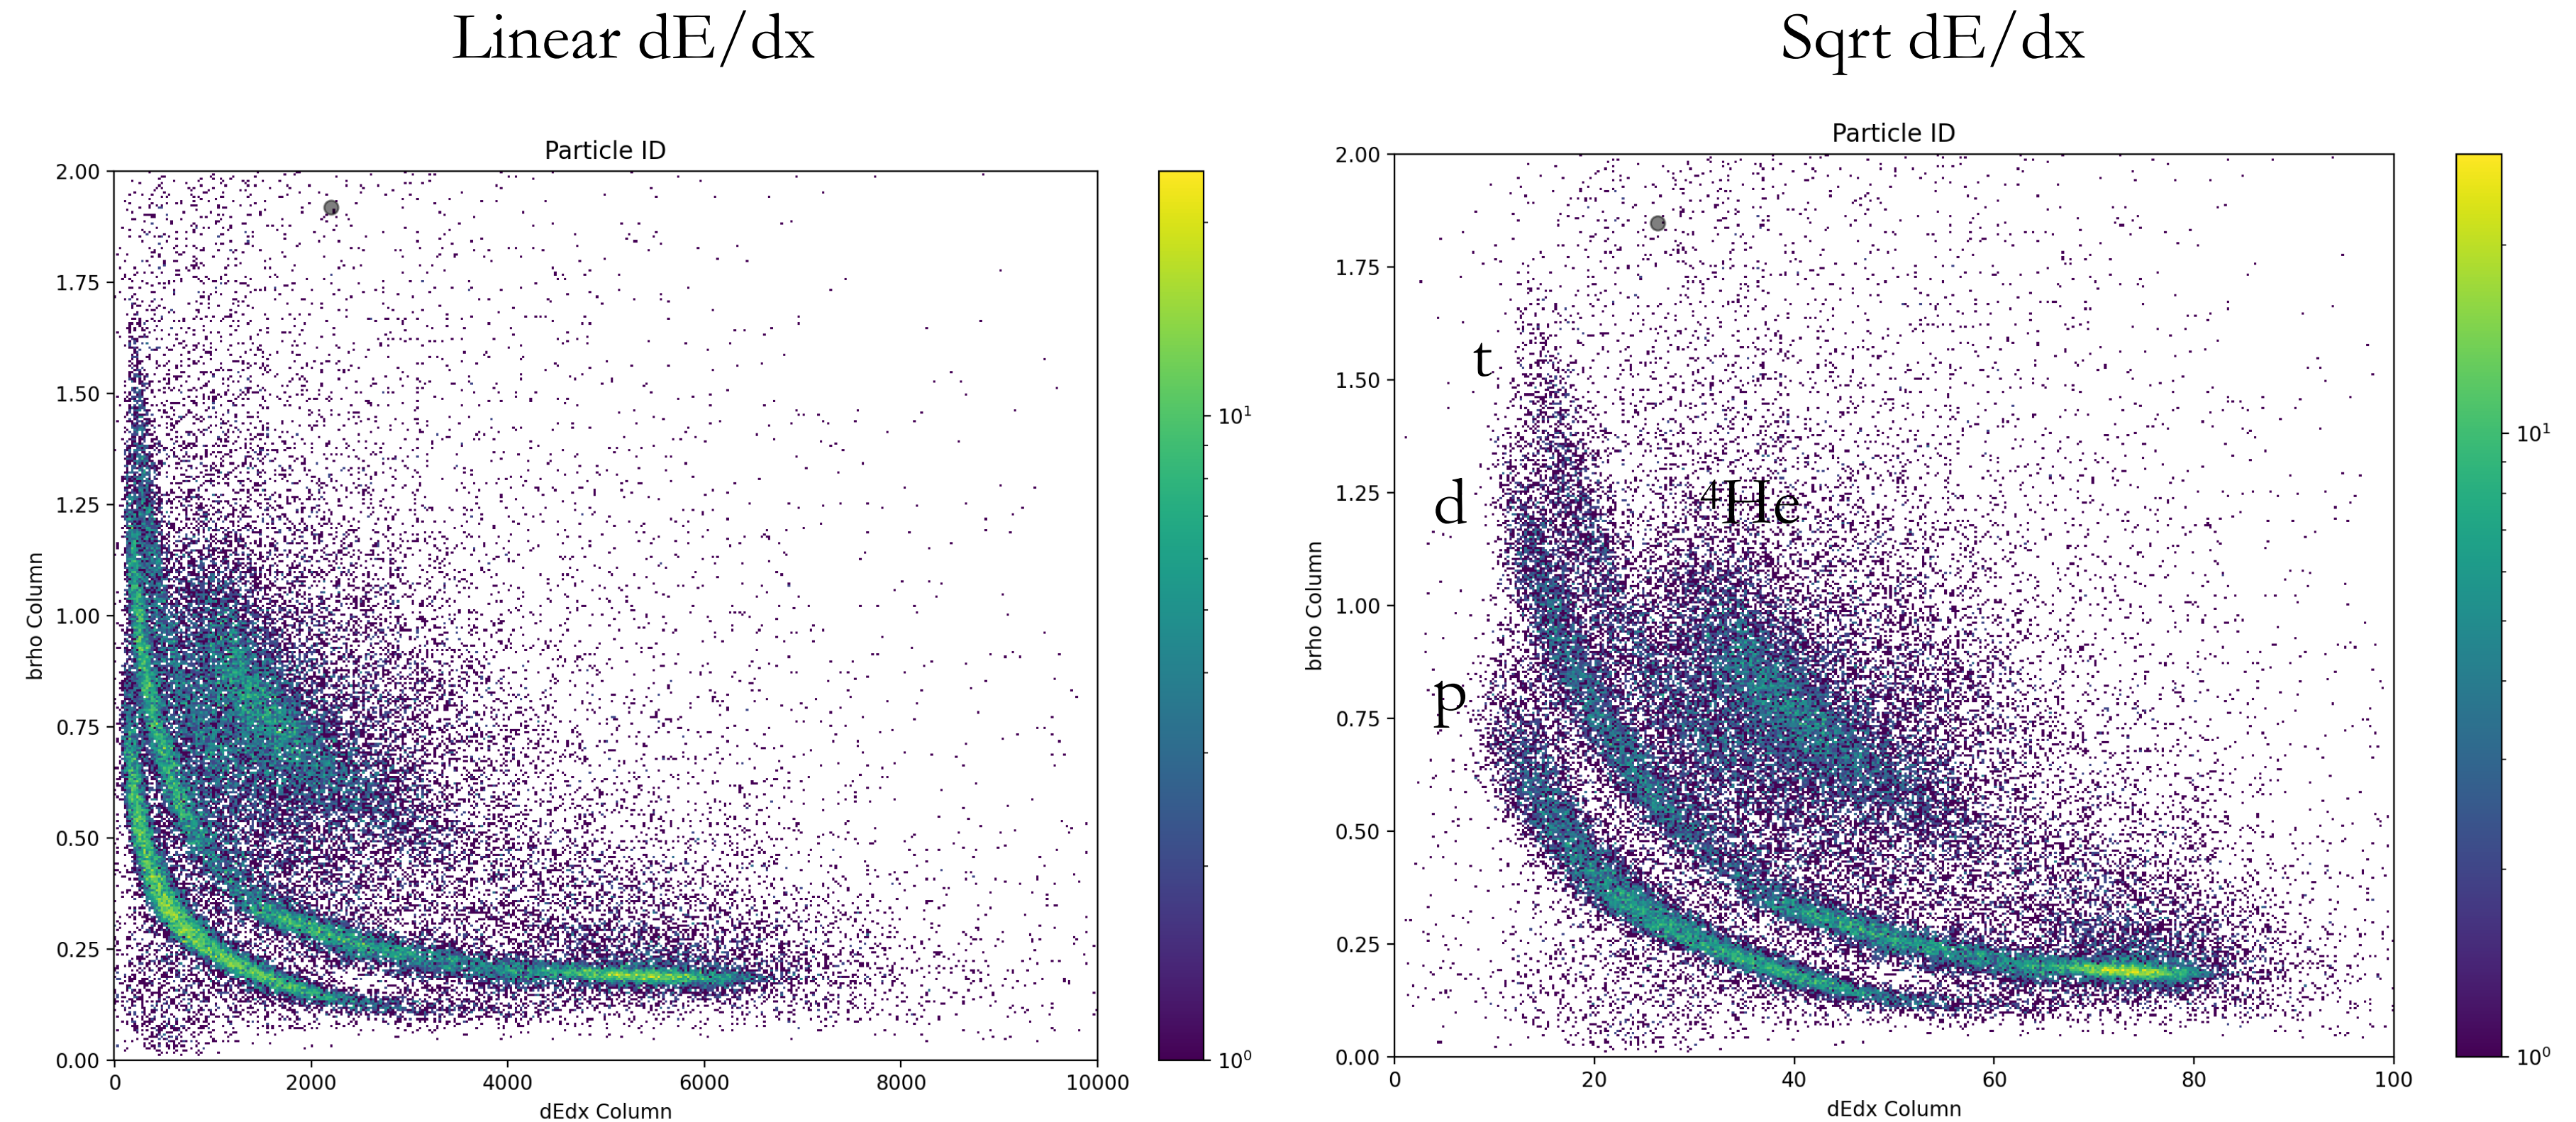 Linear dE/dx
Particle ID
2.00
1.75
1.50
1.25
1.00
0.75
0.50
0.25
0.00
brho Column
0 2000 4000 6000 8000 10000
dEdx Column
10¹
10⁰
Sqrt dE/dx
Particle ID
2.00
1.75
1.50
1.25
1.00
0.75
0.50
0.25
0.00
brho Column
t
d
⁴He
p
0 20 40 60 80 100
dEdx Column
10¹
10⁰